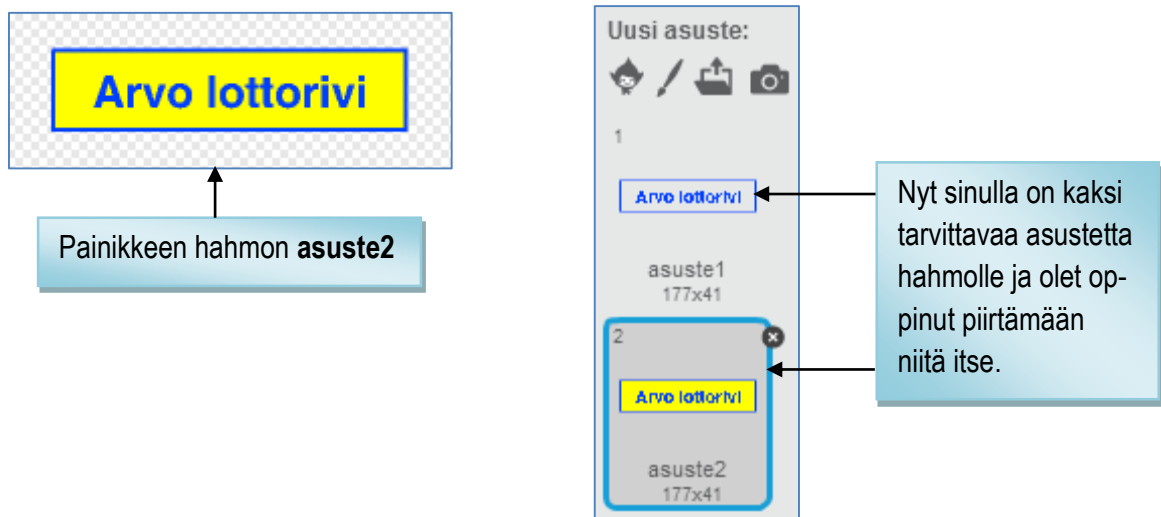 Arvo lottorivi
Painikkeen hahmon asuste2
Uusi asuste:
1
Arvo lottorivi
asuste1
177x41
2
Arvo lottorivi
asuste2
177x41
Nyt sinulla on kaksi
tarvittavaa asustetta
hahmolle ja olet op-
pinut piirtämään
niitä itse.